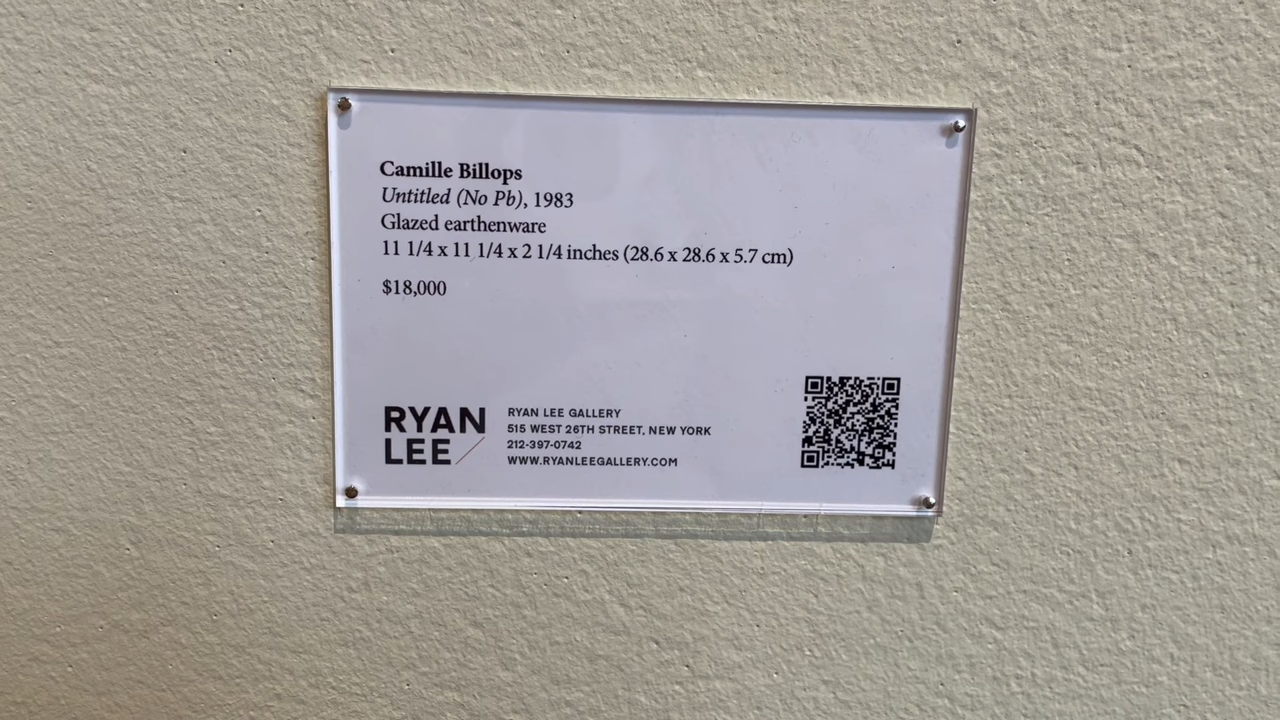 Camille Billops
Untitled (No Pb), 1983
Glazed earthenware
11 1/4 x 11 1/4 x 2 1/4 inches (28.6 x 28.6 x 5.7 cm)
$18,000
RYAN
LEE
RYAN LEE GALLERY
515 WEST 26TH STREET, NEW YORK
212-397-0742
WWW.RYANLEEGALLERY.COM